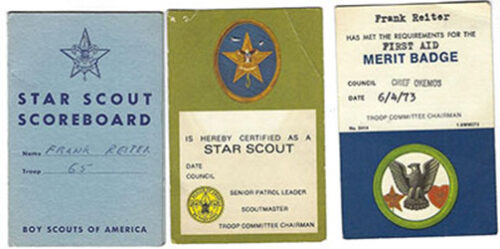 STAR SCOUT
SCOREBOARD
Name FRANK REITER
Troop 65
BOY SCOUTS OF AMERICA
IS HEREBY CERTIFIED AS A
STAR SCOUT
DATE
COUNCIL
SENIOR PATROL LEADER
SCOUTMASTER
TROOP COMMITTEE CHAIRMAN
Frank Reiter
HAS MET THE REQUIREMENTS FOR THE
FIRST AID
MERIT BADGE
COUNCIL CHIEF OKEMOS
DATE 6/4/73
TROOP COMMITTEE CHAIRMAN